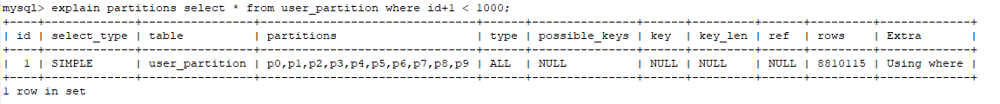 mysql> explain partitions select * from user_partition where id+1 < 1000;
+----+-------------+----------------+-------------------------------+------+---------------+------+---------+------+---------+-------------+
| id | select_type | table          | partitions                    | type | possible_keys | key  | key_len | ref  | rows    | Extra       |
+----+-------------+----------------+-------------------------------+------+---------------+------+---------+------+---------+-------------+
|  1 | SIMPLE      | user_partition | p0,p1,p2,p3,p4,p5,p6,p7,p8,p9 | ALL  | NULL          | NULL | NULL    | NULL | 8810115 | Using where |
+----+-------------+----------------+-------------------------------+------+---------------+------+---------+------+---------+-------------+
1 row in set